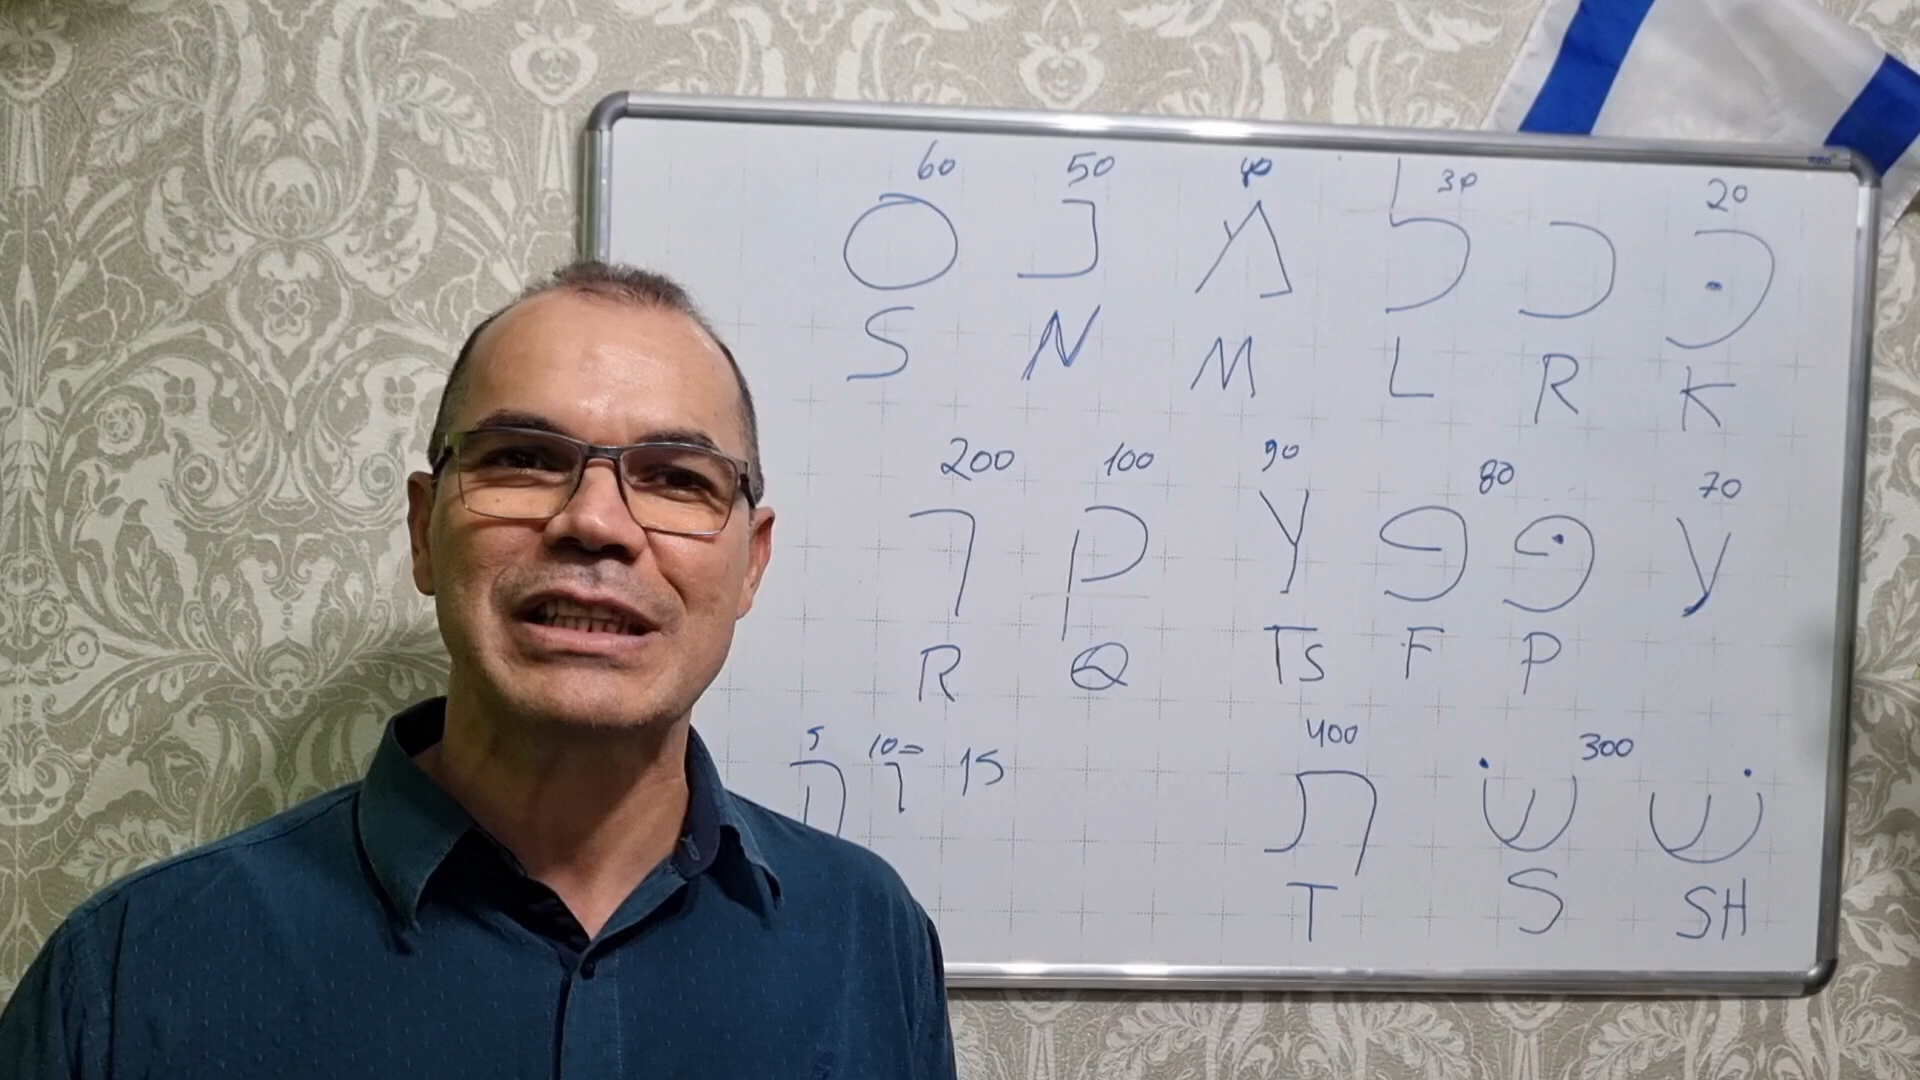 60 50 40 30 20
ס נ מ ל כ כּ
S N M L R K
200 100 90 80 70
ר ק צ פ פּ ע
R Q Ts F P
5 10= 15 400 300
ה י ת שׂ שׁ
T S SH